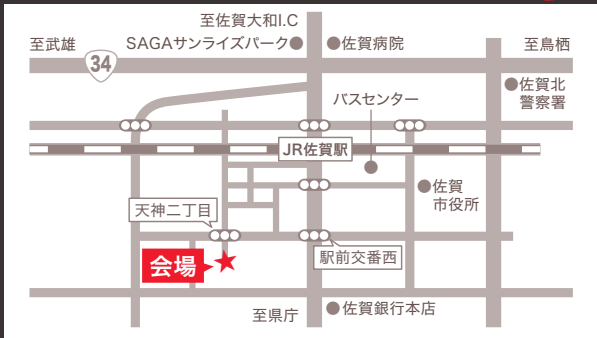 至佐賀大和I.C
至武雄
SAGAサンライズパーク
佐賀病院
至鳥栖
34
バスセンター
佐賀北
警察署
JR佐賀駅
佐賀
市役所
天神二丁目
会場
駅前交番西
至県庁
佐賀銀行本店